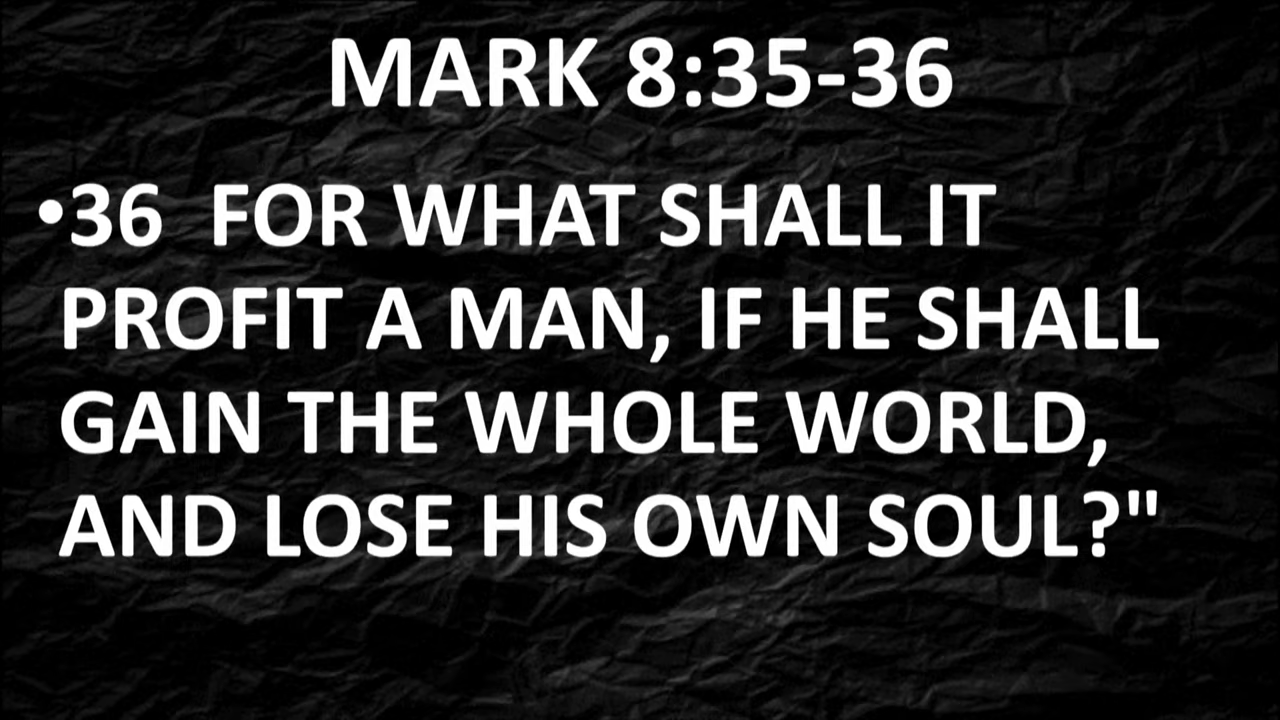 MARK 8:35-36
•36  FOR WHAT SHALL IT
PROFIT A MAN, IF HE SHALL
GAIN THE WHOLE WORLD,
AND LOSE HIS OWN SOUL?"